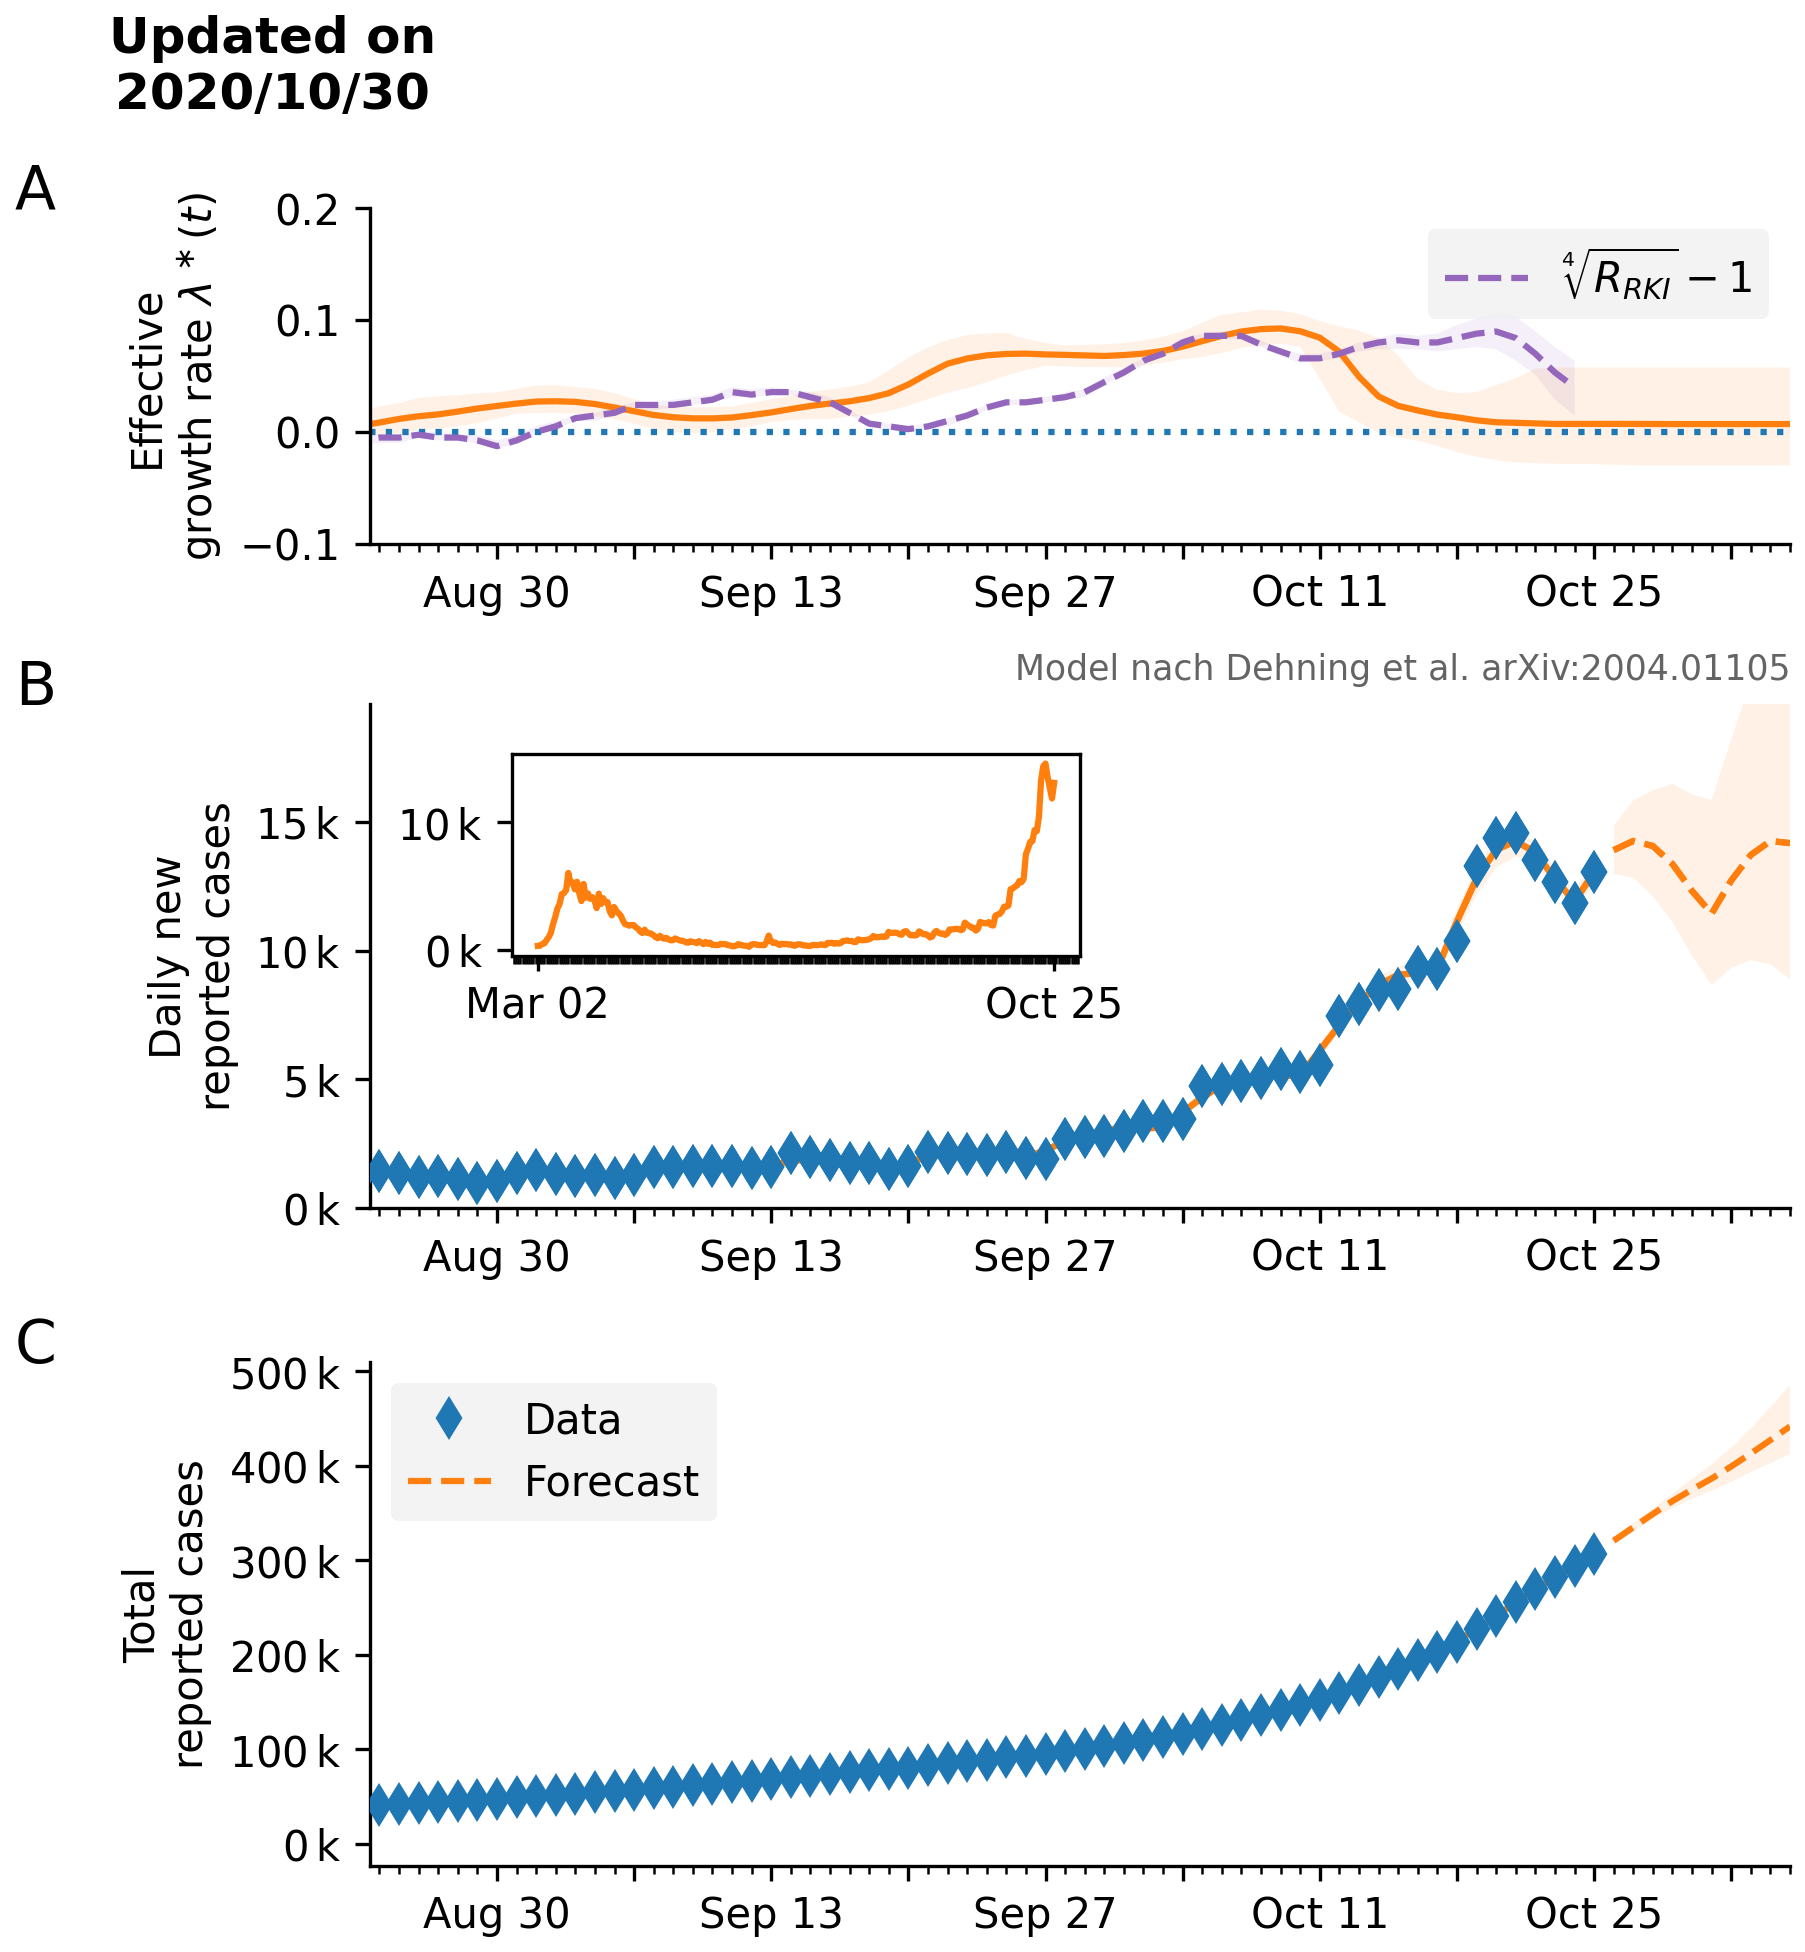 Updated on
2020/10/30
A
Effective
growth rate λ * (t)
0.2
0.1
0.0
−0.1
∜R_RKI − 1
Aug 30 Sep 13 Sep 27 Oct 11 Oct 25
Model nach Dehning et al. arXiv:2004.01105
B
Daily new
reported cases
15 k
10 k
5 k
0 k
10 k
0 k
Mar 02 Oct 25
Aug 30 Sep 13 Sep 27 Oct 11 Oct 25
C
Total
reported cases
500 k
400 k
300 k
200 k
100 k
0 k
Data
Forecast
Aug 30 Sep 13 Sep 27 Oct 11 Oct 25